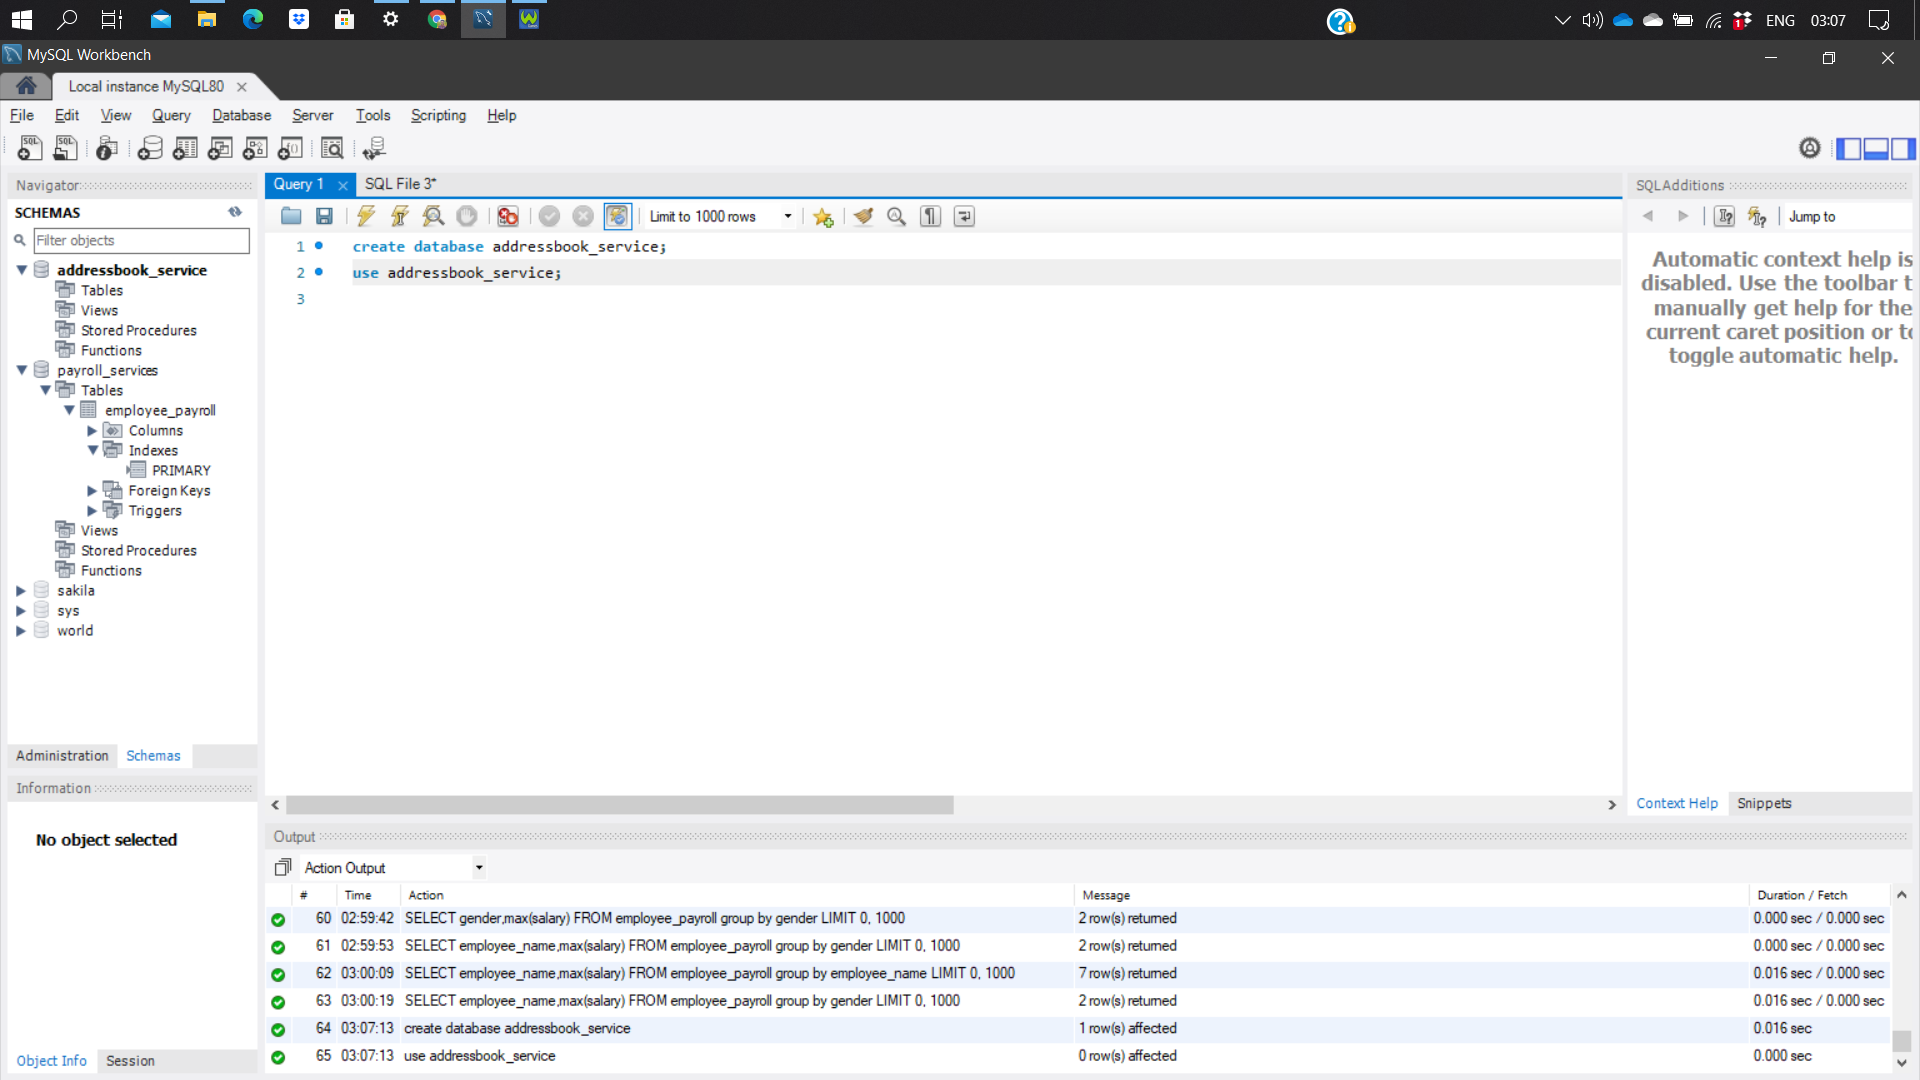 ENG 03:07
MySQL Workbench
Local instance MySQL80
File Edit View Query Database Server Tools Scripting Help
Navigator
SCHEMAS
Filter objects
addressbook_service
Tables
Views
Stored Procedures
Functions
payroll_services
Tables
employee_payroll
Columns
Indexes
PRIMARY
Foreign Keys
Triggers
Views
Stored Procedures
Functions
sakila
sys
world
Administration Schemas
Information
No object selected
Object Info Session
Query 1 SQL File 3*
Limit to 1000 rows
1 create database addressbook_service;
2 use addressbook_service;
3
SQLAdditions
Jump to
Automatic context help is
disabled. Use the toolbar t
manually get help for the
current caret position or to
toggle automatic help.
Context Help Snippets
Output
Action Output
# Time Action Message Duration / Fetch
60 02:59:42 SELECT gender,max(salary) FROM employee_payroll group by gender LIMIT 0, 1000 2 row(s) returned 0.000 sec / 0.000 sec
61 02:59:53 SELECT employee_name,max(salary) FROM employee_payroll group by gender LIMIT 0, 1000 2 row(s) returned 0.000 sec / 0.000 sec
62 03:00:09 SELECT employee_name,max(salary) FROM employee_payroll group by employee_name LIMIT 0, 1000 7 row(s) returned 0.016 sec / 0.000 sec
63 03:00:19 SELECT employee_name,max(salary) FROM employee_payroll group by gender LIMIT 0, 1000 2 row(s) returned 0.016 sec / 0.000 sec
64 03:07:13 create database addressbook_service 1 row(s) affected 0.016 sec
65 03:07:13 use addressbook_service 0 row(s) affected 0.000 sec